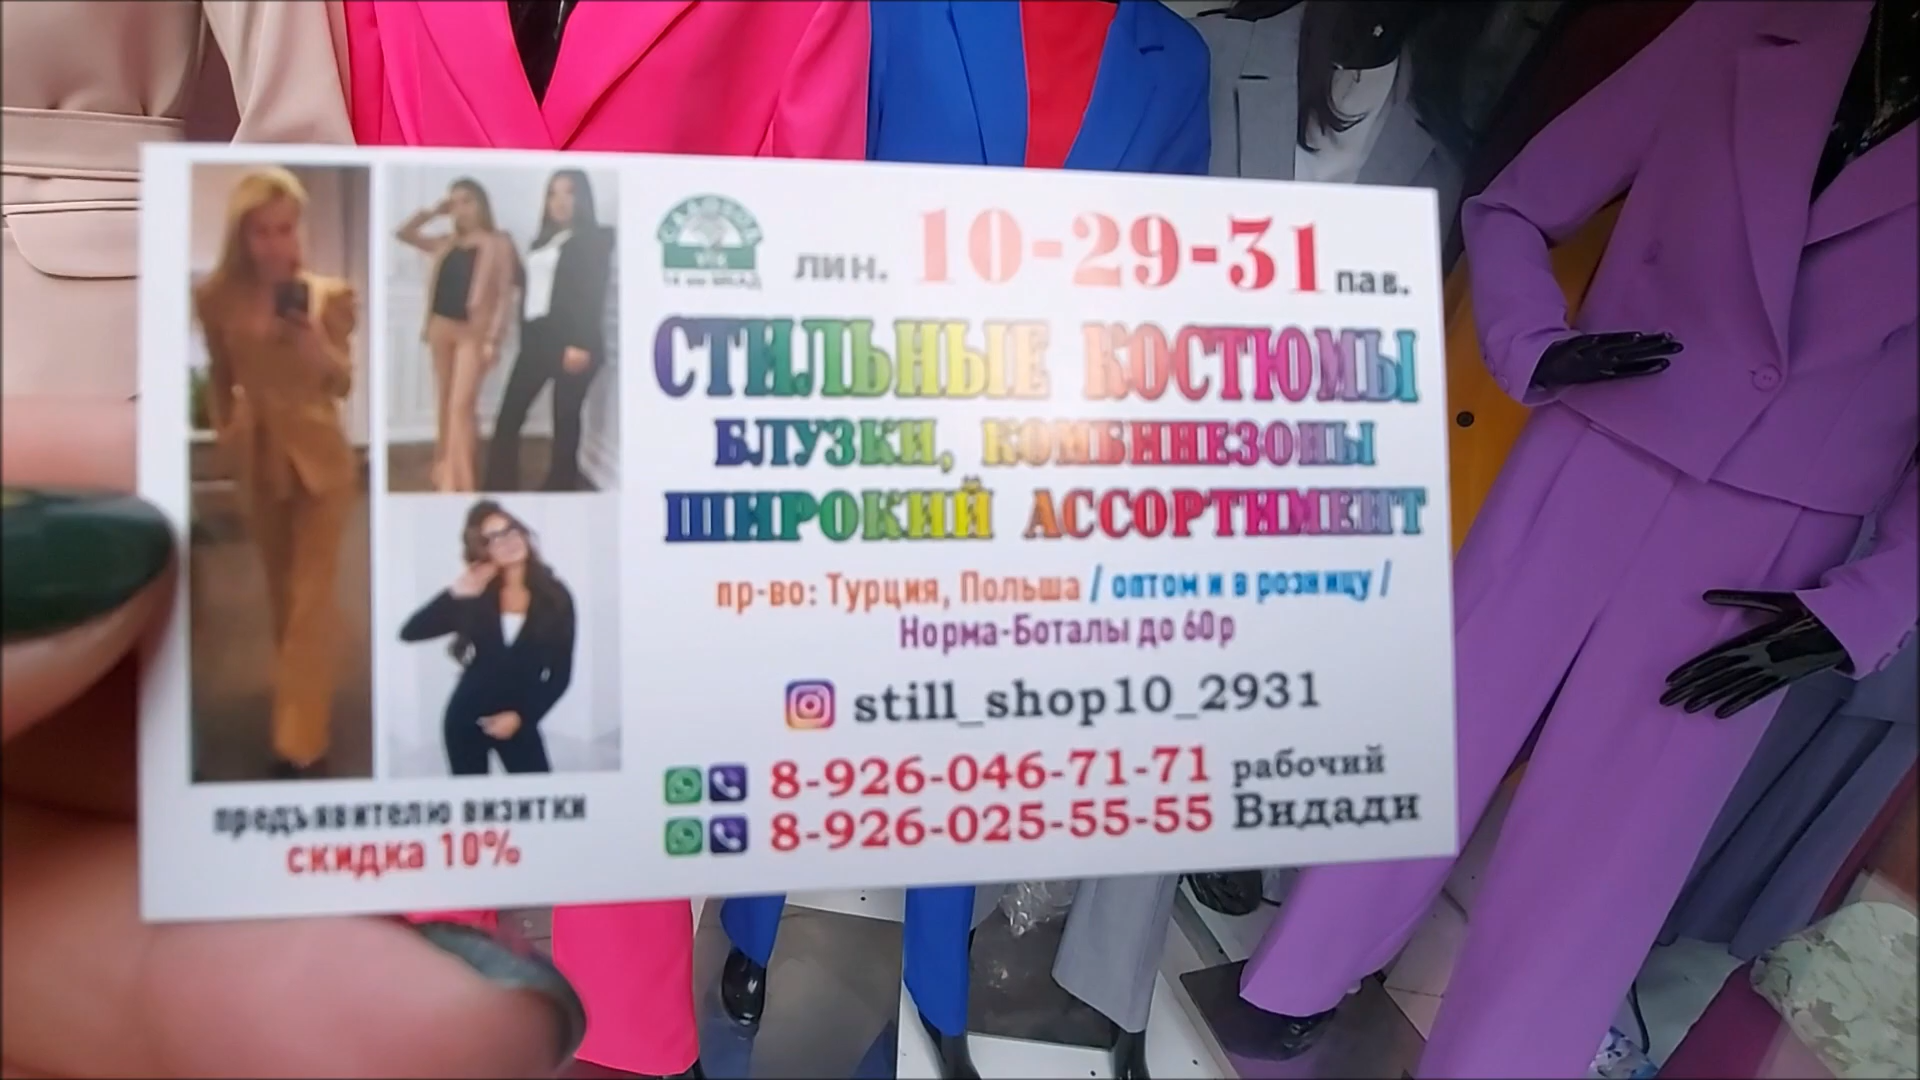 САДОВОД
лин. 10-29-31 пав.
СТИЛЬНЫЕ КОСТЮМЫ
БЛУЗКИ, КОМБИНЕЗОНЫ
ШИРОКИЙ АССОРТИМЕНТ
пр-во: Турция, Польша / оптом и в розницу /
Норма-Боталы до 60р
still_shop10_2931
8-926-046-71-71 рабочий
8-926-025-55-55 Видади
предъявителю визитки
скидка 10%